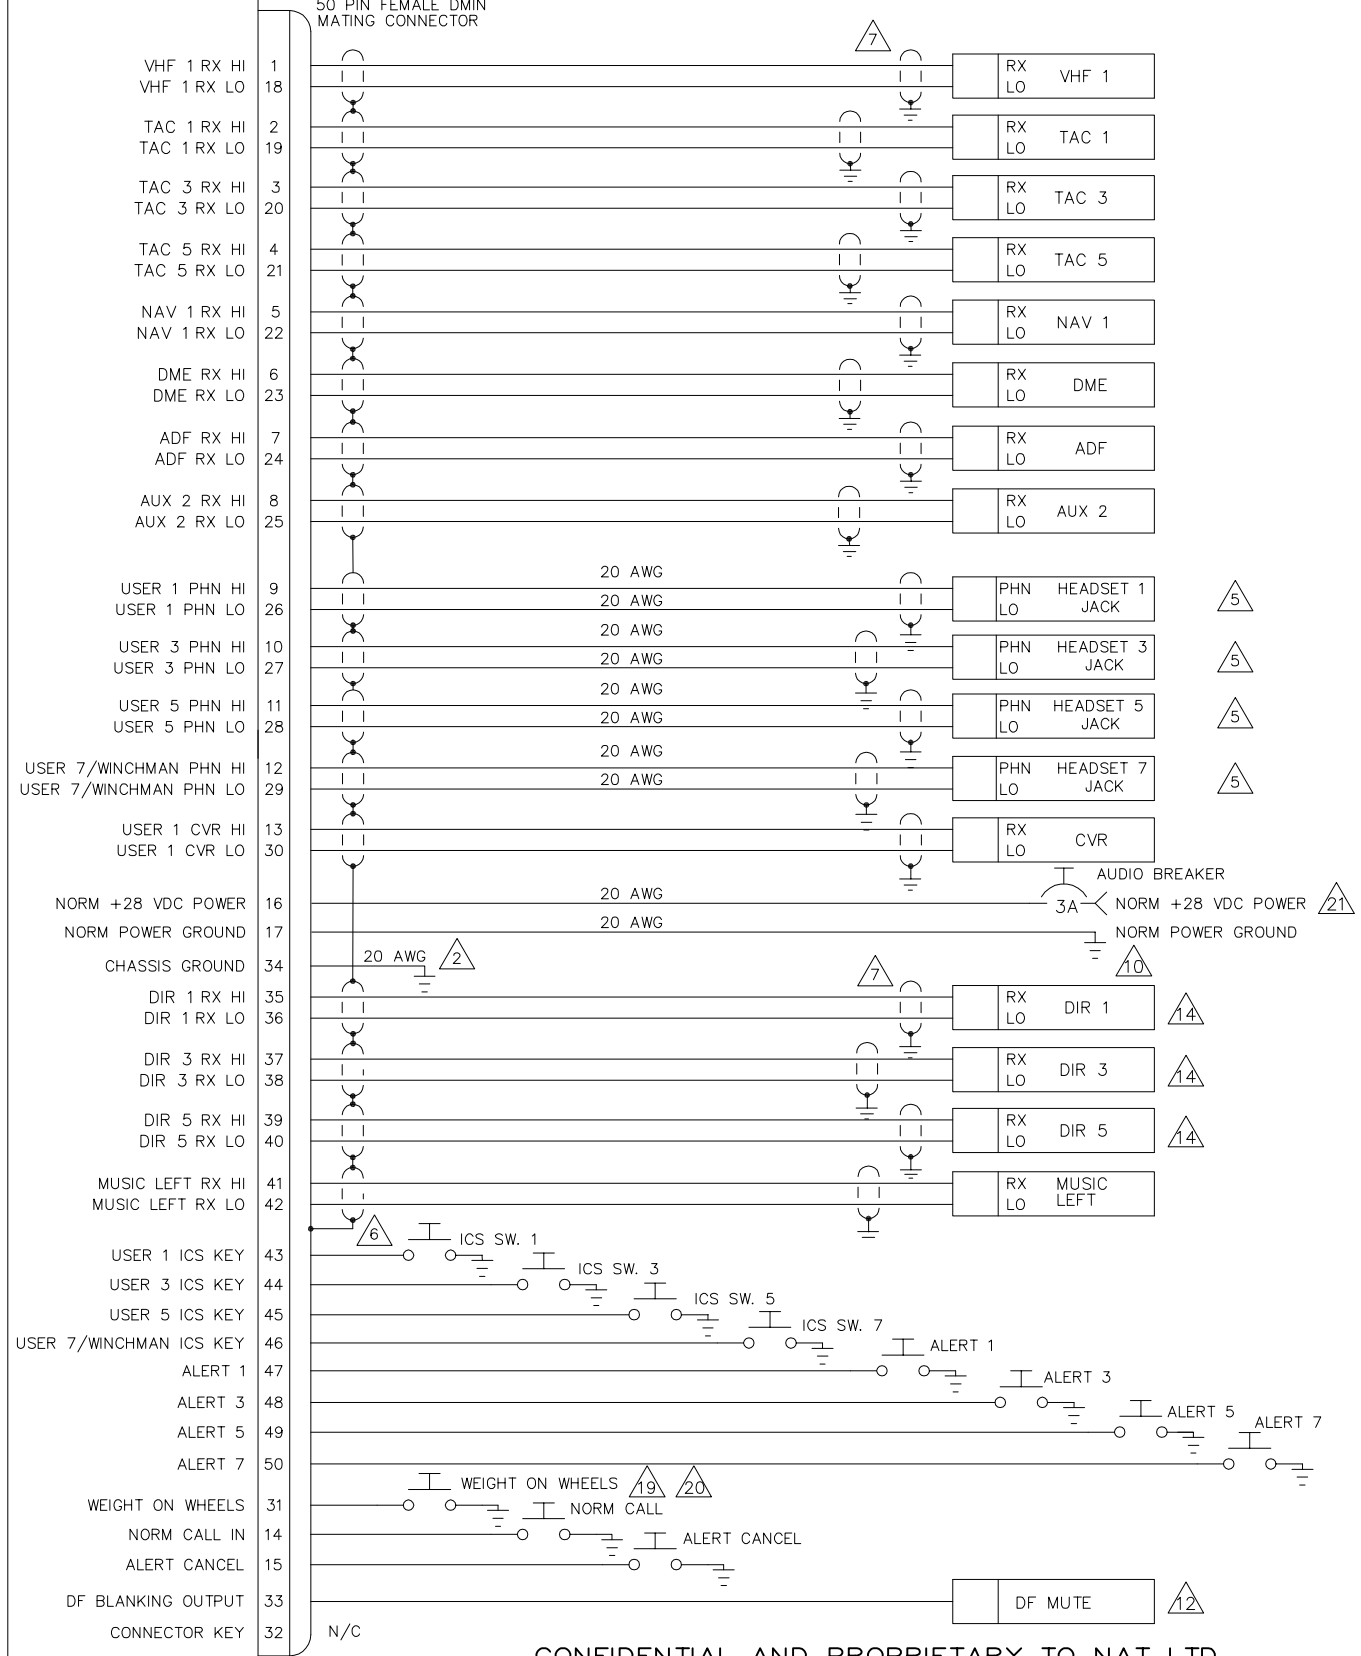 50 PIN FEMALE DMIN
MATING CONNECTOR
7
VHF 1 RX HI 1 RX VHF 1
VHF 1 RX LO 18 LO
TAC 1 RX HI 2 RX TAC 1
TAC 1 RX LO 19 LO
TAC 3 RX HI 3 RX TAC 3
TAC 3 RX LO 20 LO
TAC 5 RX HI 4 RX TAC 5
TAC 5 RX LO 21 LO
NAV 1 RX HI 5 RX NAV 1
NAV 1 RX LO 22 LO
DME RX HI 6 RX DME
DME RX LO 23 LO
ADF RX HI 7 RX ADF
ADF RX LO 24 LO
AUX 2 RX HI 8 RX AUX 2
AUX 2 RX LO 25 LO
20 AWG
USER 1 PHN HI 9 PHN HEADSET 1
USER 1 PHN LO 26 20 AWG LO JACK 5
20 AWG
USER 3 PHN HI 10 PHN HEADSET 3
USER 3 PHN LO 27 20 AWG LO JACK 5
20 AWG
USER 5 PHN HI 11 PHN HEADSET 5
USER 5 PHN LO 28 20 AWG LO JACK 5
20 AWG
USER 7/WINCHMAN PHN HI 12 PHN HEADSET 7
USER 7/WINCHMAN PHN LO 29 20 AWG LO JACK 5
USER 1 CVR HI 13 RX CVR
USER 1 CVR LO 30 LO
AUDIO BREAKER
20 AWG
NORM +28 VDC POWER 16 3A NORM +28 VDC POWER 21
20 AWG
NORM POWER GROUND 17 NORM POWER GROUND
CHASSIS GROUND 34 20 AWG 2 10
7
DIR 1 RX HI 35 RX DIR 1 14
DIR 1 RX LO 36 LO
DIR 3 RX HI 37 RX DIR 3 14
DIR 3 RX LO 38 LO
DIR 5 RX HI 39 RX DIR 5 14
DIR 5 RX LO 40 LO
MUSIC LEFT RX HI 41 RX MUSIC
MUSIC LEFT RX LO 42 LO LEFT
6 ICS SW. 1
USER 1 ICS KEY 43
ICS SW. 3
USER 3 ICS KEY 44
ICS SW. 5
USER 5 ICS KEY 45
ICS SW. 7
USER 7/WINCHMAN ICS KEY 46
ALERT 1
ALERT 1 47
ALERT 3
ALERT 3 48
ALERT 5
ALERT 5 49
ALERT 7
ALERT 7 50
WEIGHT ON WHEELS 19 20
WEIGHT ON WHEELS 31
NORM CALL
NORM CALL IN 14
ALERT CANCEL
ALERT CANCEL 15
DF BLANKING OUTPUT 33 DF MUTE 12
CONNECTOR KEY 32 N/C
CONFIDENTIAL AND PROPRIETARY TO NAT LTD